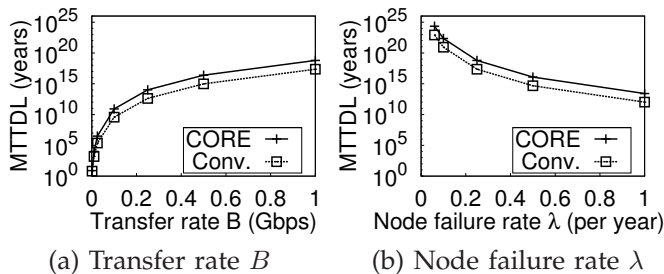 MTTDL (years)
10^25
10^20
10^15
10^10
10^5
10^0
CORE
Conv.
0 0.2 0.4 0.6 0.8 1
Transfer rate B (Gbps)
(a) Transfer rate B
MTTDL (years)
10^25
10^20
10^15
10^10
10^5
10^0
CORE
Conv.
0 0.2 0.4 0.6 0.8 1
Node failure rate λ (per year)
(b) Node failure rate λ